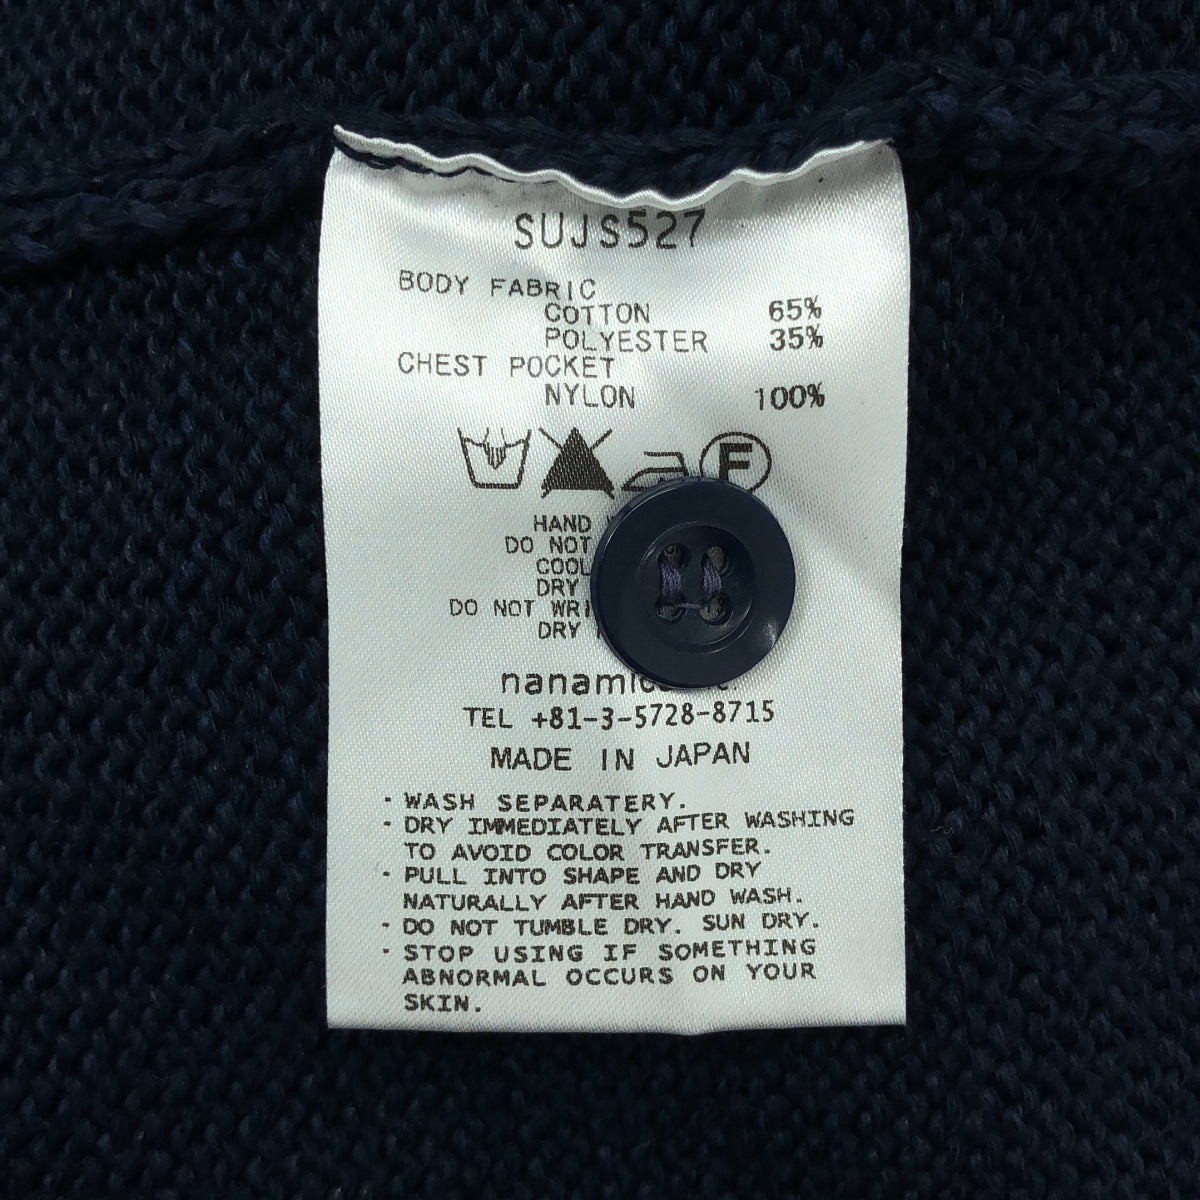 SUJS527
BODY FABRIC
COTTON 65%
POLYESTER 35%
CHEST POCKET
NYLON 100%
F
HAND
DO NOT
COOL
DRY
DO NOT
DRY
TEL +81-3-5728-8715
MADE IN JAPAN
· WASH SEPARATERY.
· DRY IMMEDIATELY AFTER WASHING
TO AVOID COLOR TRANSFER.
· PULL INTO SHAPE AND DRY
NATURALLY AFTER HAND WASH.
· DO NOT TUMBLE DRY. SUN DRY.
· STOP USING IF SOMETHING
ABNORMAL OCCURS ON YOUR
SKIN.